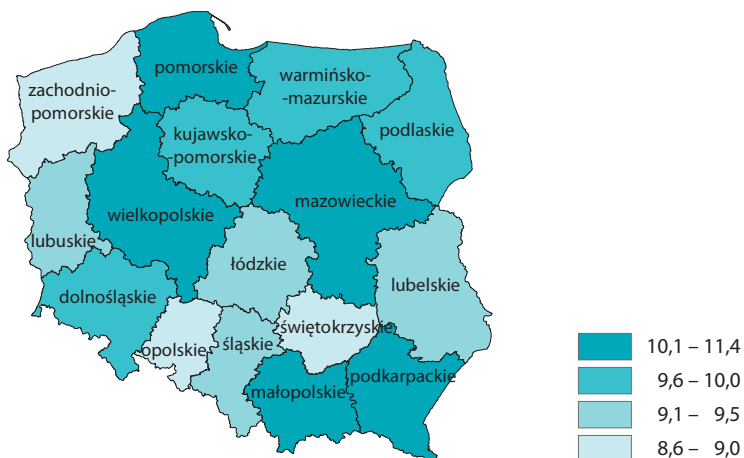 pomorskie
zachodnio-
pomorskie
warmińsko-
-mazurskie
podlaskie
kujawsko-
-pomorskie
mazowieckie
wielkopolskie
lubuskie
łódzkie
lubelskie
dolnośląskie
świętokrzyskie
opolskie
śląskie
podkarpackie
małopolskie
10,1 – 11,4
9,6 – 10,0
9,1 – 9,5
8,6 – 9,0